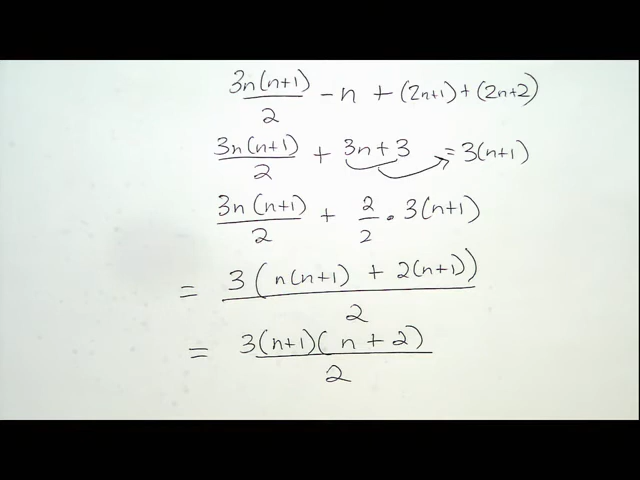 3n(n+1)/2 - n + (2n+1) + (2n+2)
3n(n+1)/2 + 3n + 3 = 3(n+1)
3n(n+1)/2 + 2/2 · 3(n+1)
= 3(n(n+1) + 2(n+1))/2
= 3(n+1)(n+2)/2